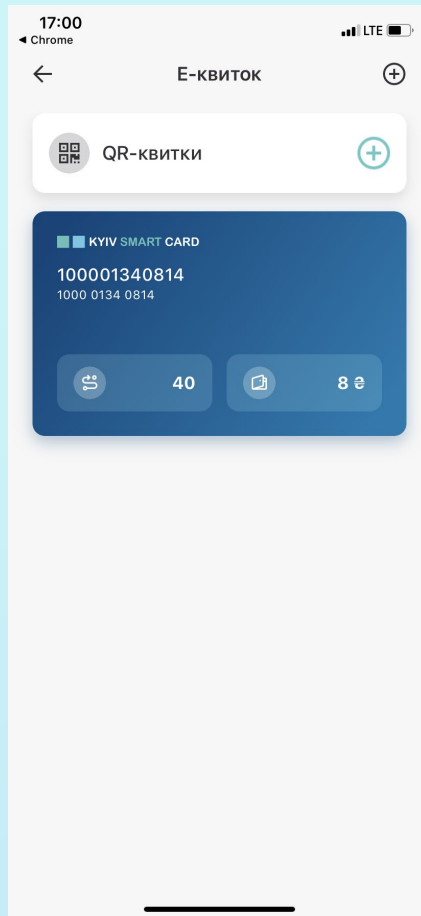 17:00
LTE
◀ Chrome
Е-квиток
QR-квитки
KYIV SMART CARD
100001340814
1000 0134 0814
40
8 ₴